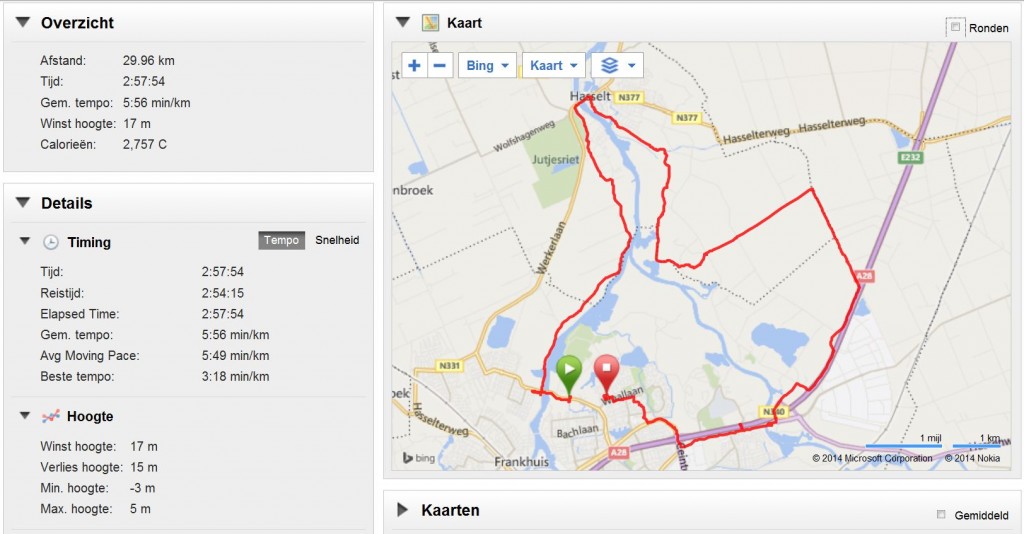 Overzicht
Afstand: 29.96 km
Tijd: 2:57:54
Gem. tempo: 5:56 min/km
Winst hoogte: 17 m
Calorieën: 2,757 C
Details
Timing
Tempo Snelheid
Tijd: 2:57:54
Reistijd: 2:54:15
Elapsed Time: 2:57:54
Gem. tempo: 5:56 min/km
Avg Moving Pace: 5:49 min/km
Beste tempo: 3:18 min/km
Hoogte
Winst hoogte: 17 m
Verlies hoogte: 15 m
Min. hoogte: -3 m
Max. hoogte: 5 m
Kaart
Ronden
+ − Bing Kaart
Hasselt
N377
N377
Hasselterweg Hasselterweg
Wolfshagenweg
E232
Jutjesriet
nbroek
Werkerlaan
A28
N331
Hasselterweg
Bachlaan
N340
A28
Frankhuis
1 mijl 1 km
bing
© 2014 Microsoft Corporation © 2014 Nokia
Kaarten
Gemiddeld